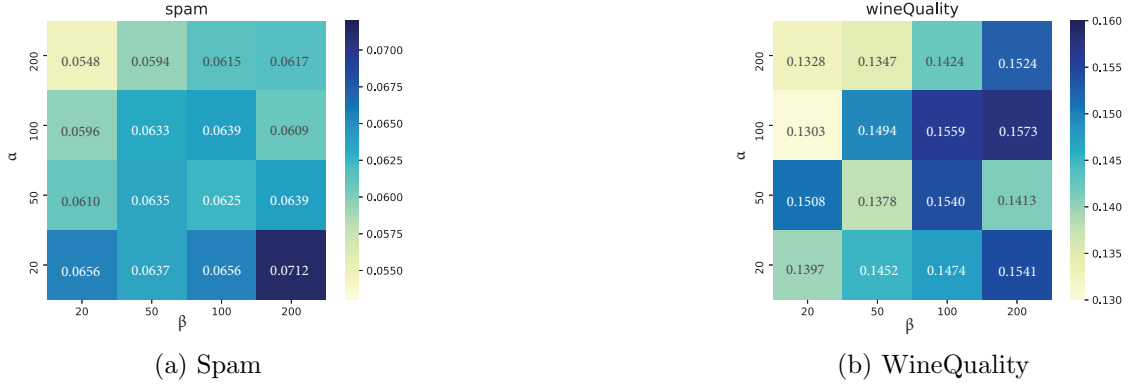 spam
200 0.0548 0.0594 0.0615 0.0617
100 0.0596 0.0633 0.0639 0.0609
50 0.0610 0.0635 0.0625 0.0639
20 0.0656 0.0637 0.0656 0.0712
α
20 50 100 200
β
0.0700
0.0675
0.0650
0.0625
0.0600
0.0575
0.0550
(a) Spam
wineQuality
200 0.1328 0.1347 0.1424 0.1524
100 0.1303 0.1494 0.1559 0.1573
50 0.1508 0.1378 0.1540 0.1413
20 0.1397 0.1452 0.1474 0.1541
α
20 50 100 200
β
0.160
0.155
0.150
0.145
0.140
0.135
0.130
(b) WineQuality